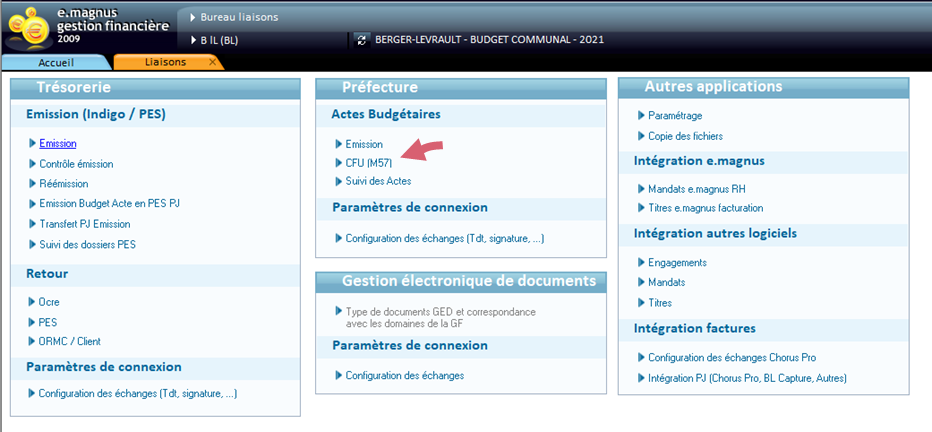 e.magnus
gestion financière
2009
Bureau liaisons
B lL (BL)
BERGER-LEVRAULT - BUDGET COMMUNAL - 2021
Accueil
Liaisons
Trésorerie
Emission (Indigo / PES)
Emission
Contrôle émission
Réémission
Emission Budget Acte en PES PJ
Transfert PJ Emission
Suivi des dossiers PES
Retour
Ocre
PES
ORMC / Client
Paramètres de connexion
Configuration des échanges (Tdt, signature, ...)
Préfecture
Actes Budgétaires
Emission
CFU (M57)
Suivi des Actes
Paramètres de connexion
Configuration des échanges (Tdt, signature, ...)
Gestion électronique de documents
Type de documents GED et correspondance
avec les domaines de la GF
Paramètres de connexion
Configuration des échanges
Autres applications
Paramétrage
Copie des fichiers
Intégration e.magnus
Mandats e.magnus RH
Titres e.magnus facturation
Intégration autres logiciels
Engagements
Mandats
Titres
Intégration factures
Configuration des échanges Chorus Pro
Intégration PJ (Chorus Pro, BL Capture, Autres)